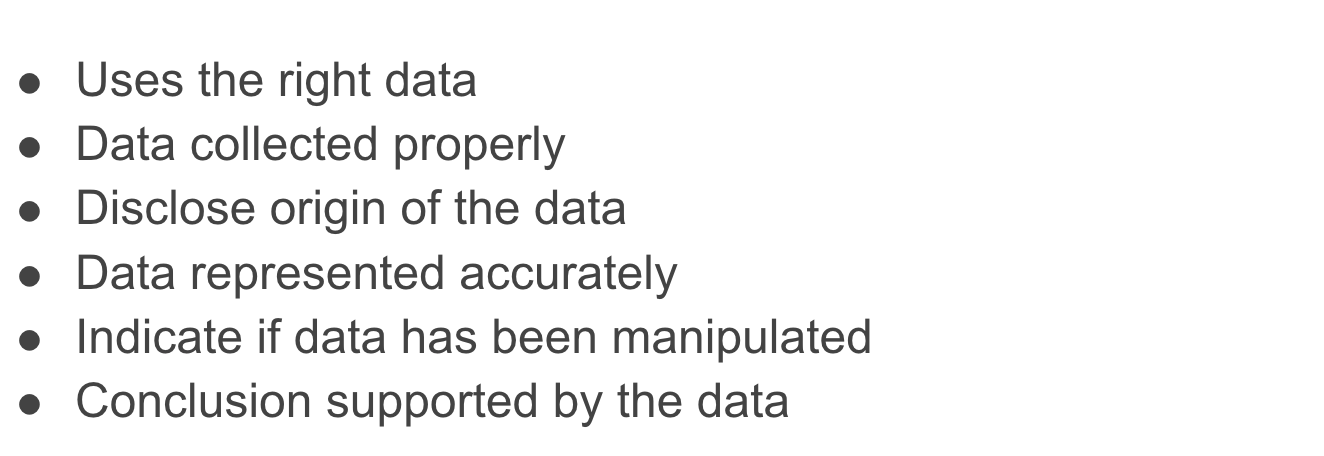 ● Uses the right data
● Data collected properly
● Disclose origin of the data
● Data represented accurately
● Indicate if data has been manipulated
● Conclusion supported by the data